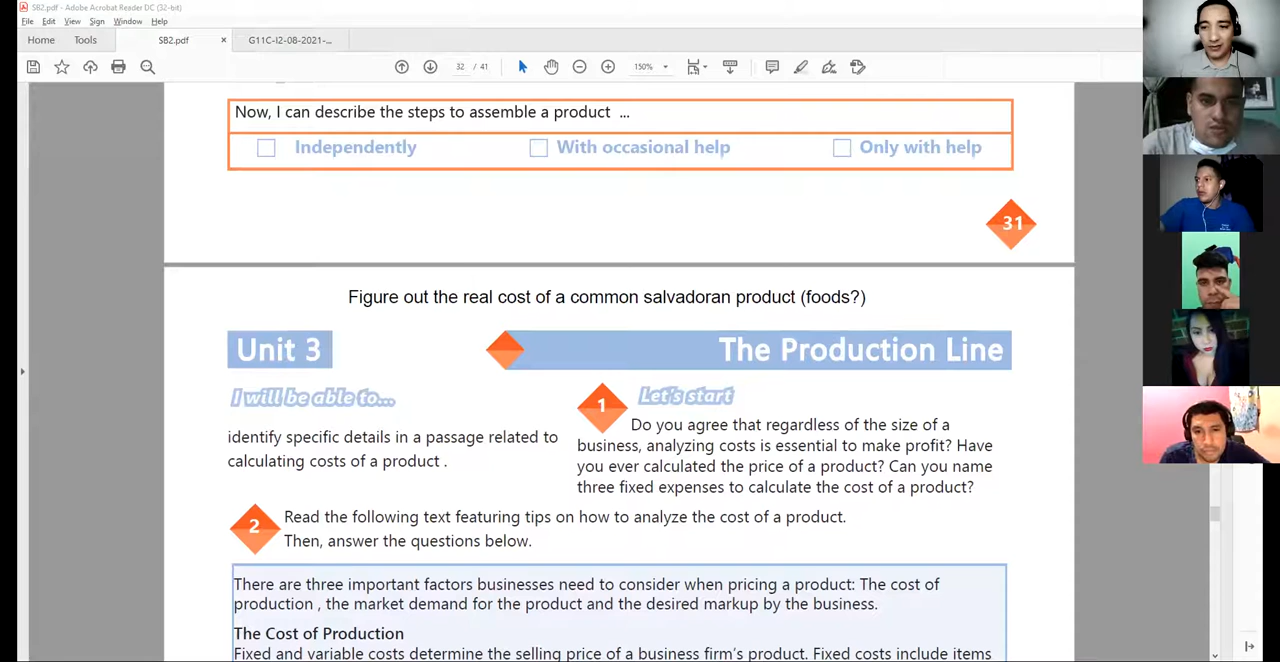 SB2.pdf - Adobe Acrobat Reader DC (32-bit)
File Edit View Sign Window Help
Home Tools SB2.pdf × G11C-I2-08-2021-...
32 / 41 150%
Now, I can describe the steps to assemble a product ...
Independently With occasional help Only with help
31
Figure out the real cost of a common salvadoran product (foods?)
Unit 3 The Production Line
I will be able to...
identify specific details in a passage related to
calculating costs of a product .
1 Let's start
Do you agree that regardless of the size of a
business, analyzing costs is essential to make profit? Have
you ever calculated the price of a product? Can you name
three fixed expenses to calculate the cost of a product?
2 Read the following text featuring tips on how to analyze the cost of a product.
Then, answer the questions below.
There are three important factors businesses need to consider when pricing a product: The cost of
production , the market demand for the product and the desired markup by the business.
The Cost of Production
Fixed and variable costs determine the selling price of a business firm's product. Fixed costs include items